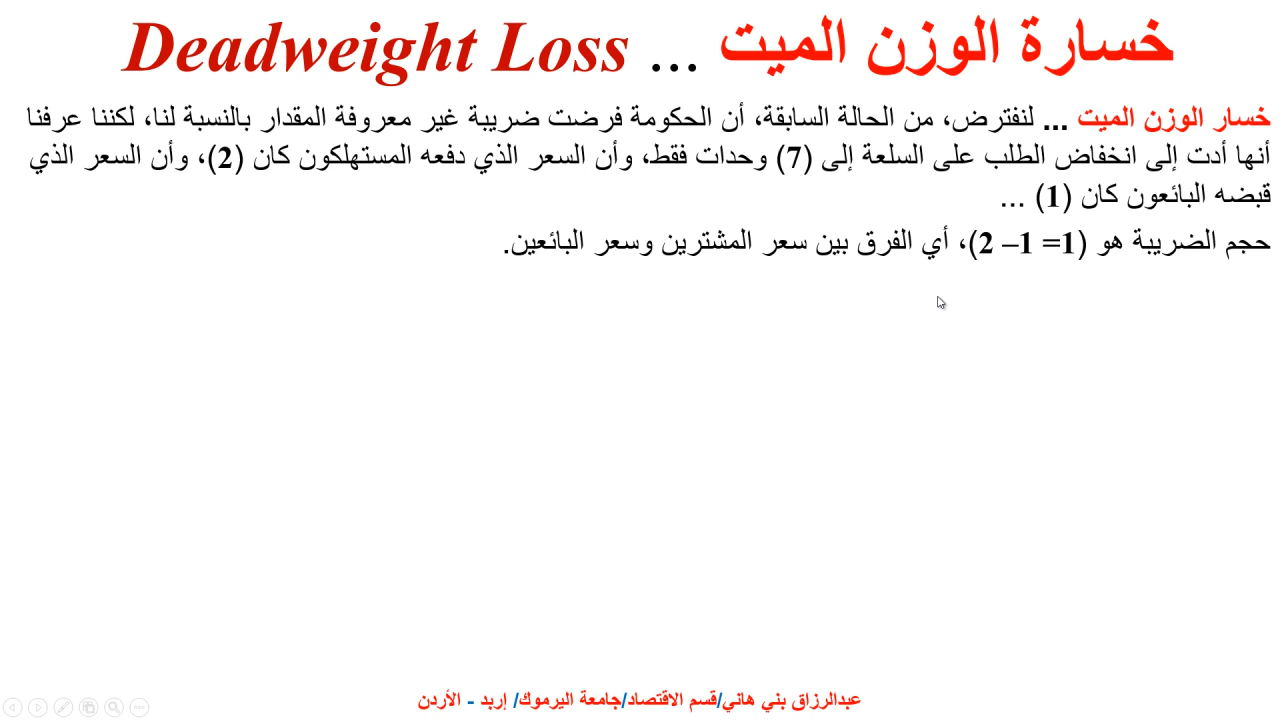 خسارة الوزن الميت ... Deadweight Loss
خسار الوزن الميت ... لنفترض، من الحالة السابقة، أن الحكومة فرضت ضريبة غير معروفة المقدار بالنسبة لنا، لكننا عرفنا
أنها أدت إلى انخفاض الطلب على السلعة إلى (7) وحدات فقط، وأن السعر الذي دفعه المستهلكون كان (2)، وأن السعر الذي
قبضه البائعون كان (1) ...
حجم الضريبة هو (1= 1– 2)، أي الفرق بين سعر المشترين وسعر البائعين.
عبدالرزاق بني هاني/قسم الاقتصاد/جامعة اليرموك/ إربد - الأردن